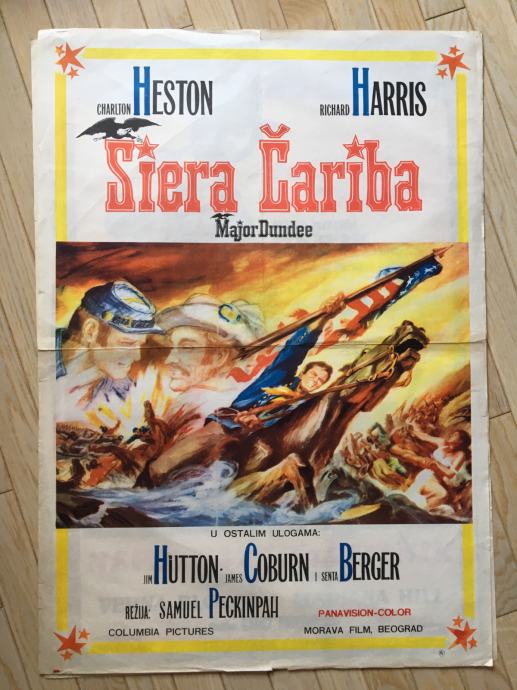 CHARLTON HESTON RICHARD HARRIS
Siera Čariba
Major Dundee
U OSTALIM ULOGAMA:
JIM HUTTON · JAMES COBURN I SENTA BERGER
REŽIJA: SAMUEL PECKINPAH PANAVISION-COLOR
COLUMBIA PICTURES MORAVA FILM, BEOGRAD